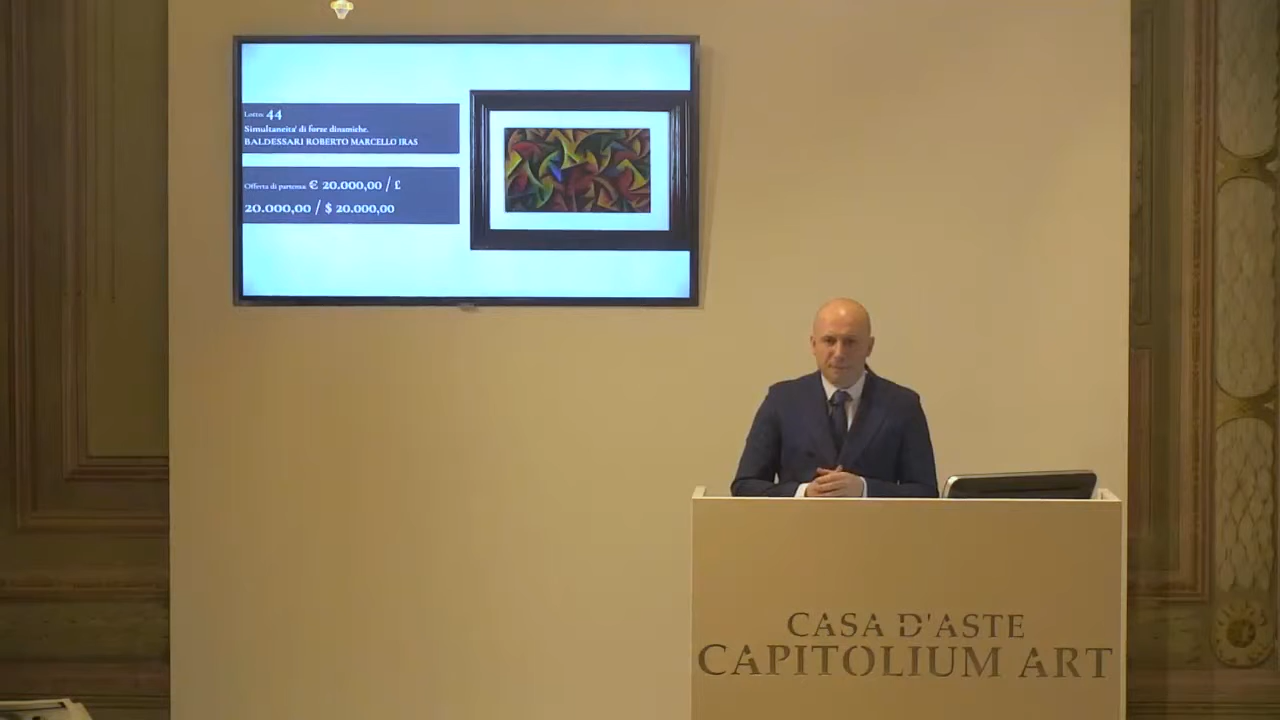 Lotto: 44
Simultaneita' di forze dinamiche.
BALDESSARI ROBERTO MARCELLO IRAS
Offerta di partenza: € 20.000,00 / £
20.000,00 / $ 20.000,00
CASA D'ASTE
CAPITOLIUM ART